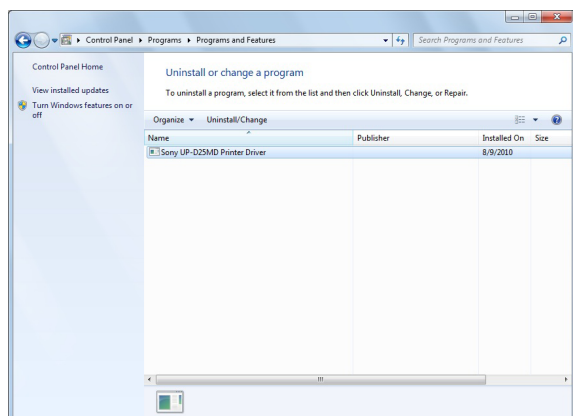 Control Panel ▸ Programs ▸ Programs and Features
Search Programs and Features
Control Panel Home
View installed updates
Turn Windows features on or
off
Uninstall or change a program
To uninstall a program, select it from the list and then click Uninstall, Change, or Repair.
Organize Uninstall/Change
Name Publisher Installed On Size
Sony UP-D25MD Printer Driver 8/9/2010